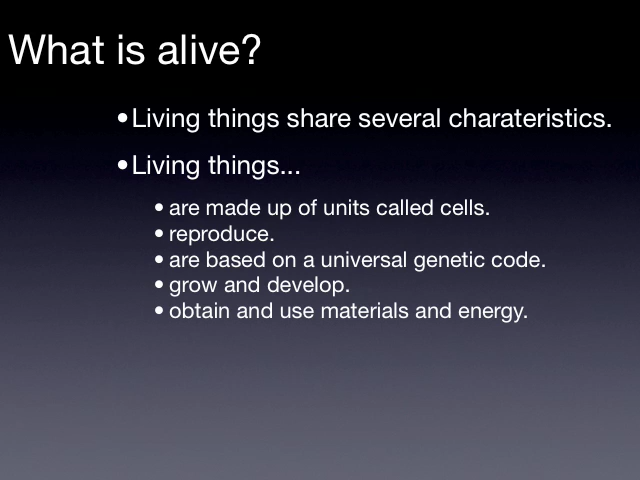 What is alive?
•Living things share several charateristics.
•Living things...
• are made up of units called cells.
• reproduce.
• are based on a universal genetic code.
• grow and develop.
• obtain and use materials and energy.